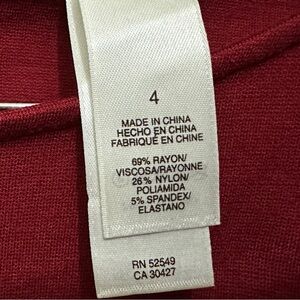 4
MADE IN CHINA
HECHO EN CHINA
FABRIQUÉ EN CHINE
69% RAYON/
VISCOSA/RAYONNE
26% NYLON/
POLIAMIDA
5% SPANDEX/
ELASTANO
RN 52549
CA 30427